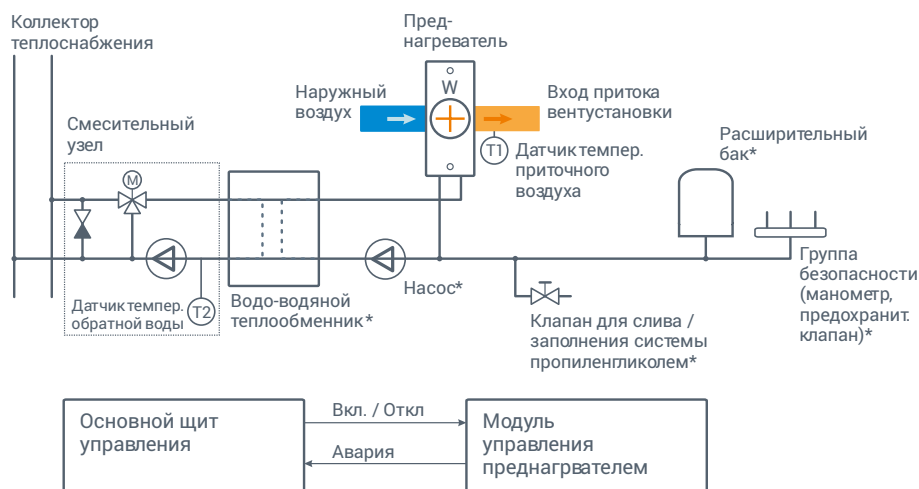 Коллектор
теплоснабжения
Пред-
нагреватель
W
Наружный
воздух
Вход притока
вентустановки
T1
Датчик темпер.
приточного
воздуха
Расширительный
бак*
Смесительный
узел
M
Датчик темпер.
обратной воды
T2
Водо-водяной
теплообменник*
Насос*
Клапан для слива /
заполнения системы
пропиленгликолем*
Группа
безопасности
(манометр,
предохранит.
клапан)*
Основной щит
управления
Вкл. / Откл
Авария
Модуль
управления
преднагрвателем